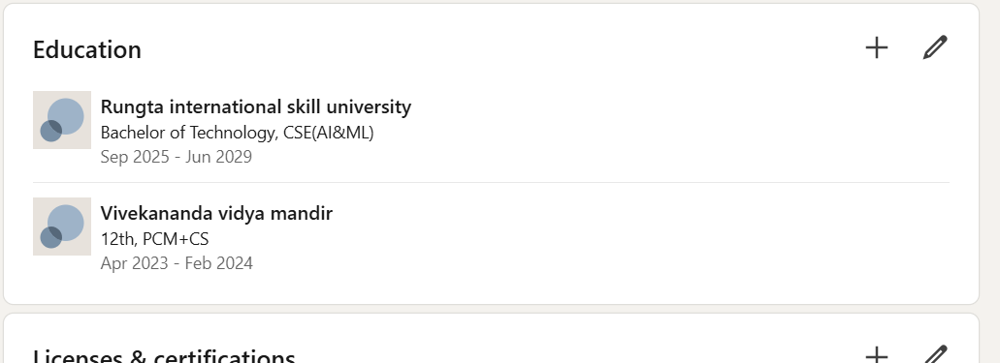 Education
Rungta international skill university
Bachelor of Technology, CSE(AI&ML)
Sep 2025 - Jun 2029
Vivekananda vidya mandir
12th, PCM+CS
Apr 2023 - Feb 2024
Licenses & certifications